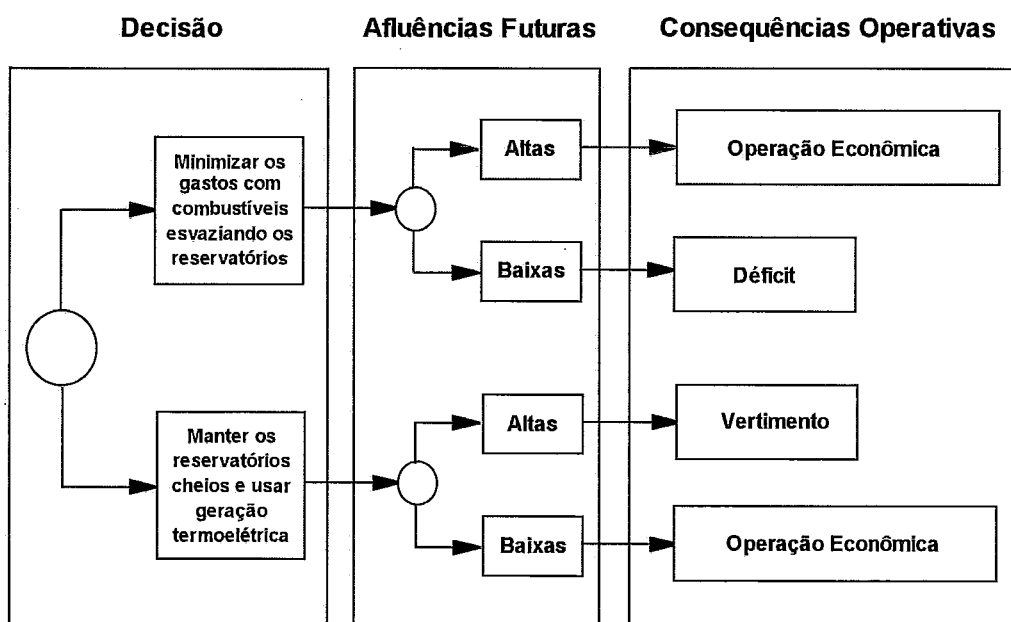 Decisão
Afluências Futuras
Consequências Operativas
Minimizar os
gastos com
combustíveis
esvaziando os
reservatórios
Altas
Operação Econômica
Baixas
Déficit
Manter os
reservatórios
cheios e usar
geração
termoelétrica
Altas
Vertimento
Baixas
Operação Econômica